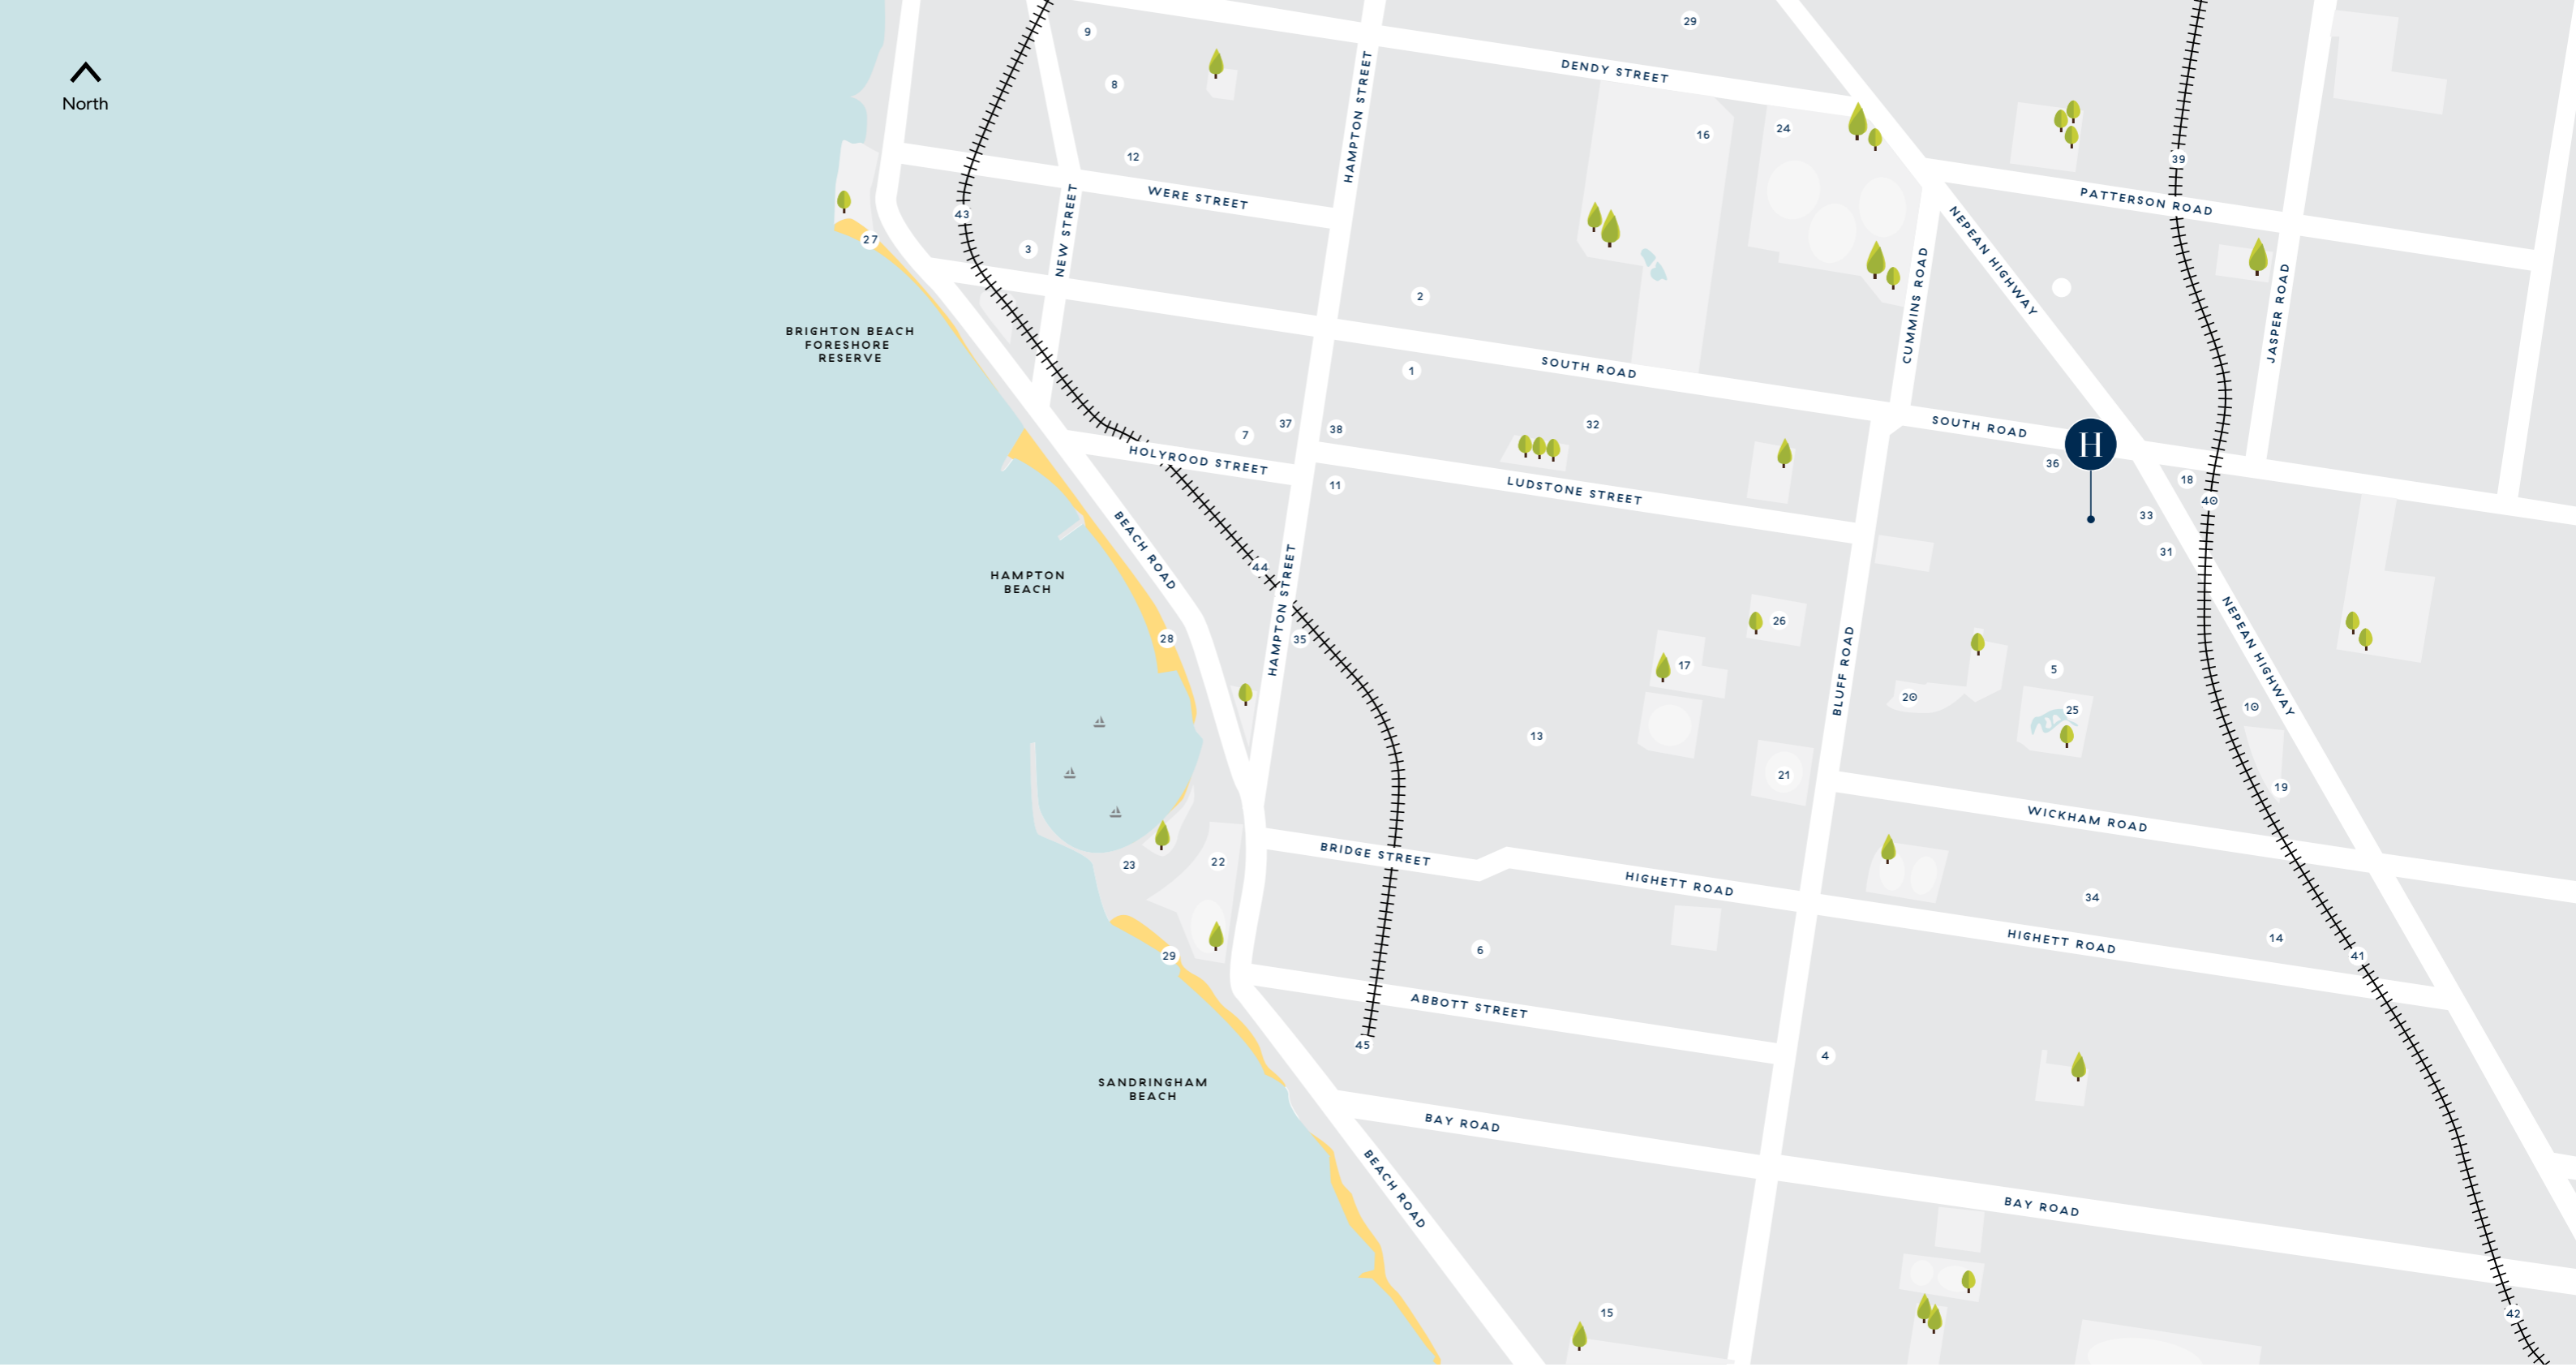 North
29
9
DENDY STREET
8
HAMPTON STREET
16
24
12
39
WERE STREET
PATTERSON ROAD
43
27
3
NEW STREET
NEPEAN HIGHWAY
2
CUMMINS ROAD
JASPER ROAD
BRIGHTON BEACH
FORESHORE
RESERVE
1
SOUTH ROAD
37
38
32
7
SOUTH ROAD
H
36
HOLYROOD STREET
11
LUDSTONE STREET
18
40
33
BEACH ROAD
31
44
HAMPTON
BEACH
HAMPTON STREET
28
35
26
17
BLUFF ROAD
5
NEPEAN HIGHWAY
20
25
10
13
21
19
WICKHAM ROAD
BRIDGE STREET
23
22
HIGHETT ROAD
34
14
HIGHETT ROAD
6
29
41
ABBOTT STREET
45
4
SANDRINGHAM
BEACH
BAY ROAD
BEACH ROAD
BAY ROAD
15
42